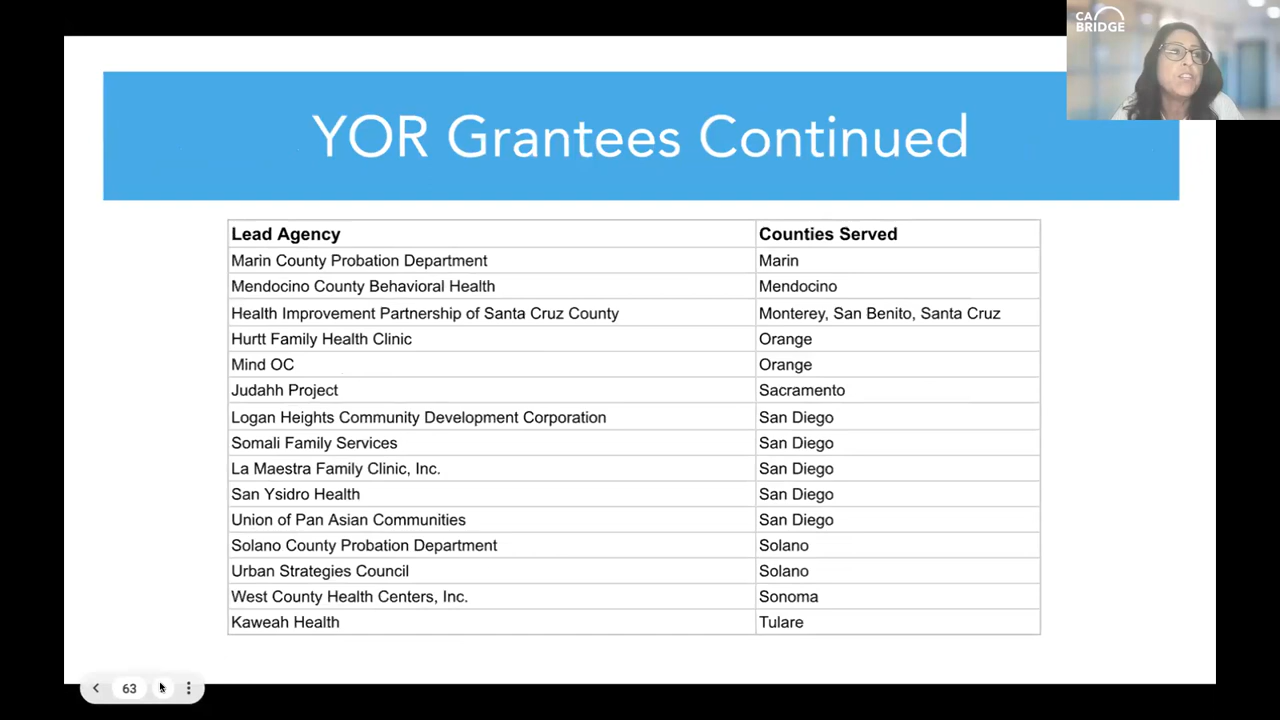 CA
BRIDGE
YOR Grantees Continued
Lead Agency Counties Served
Marin County Probation Department Marin
Mendocino County Behavioral Health Mendocino
Health Improvement Partnership of Santa Cruz County Monterey, San Benito, Santa Cruz
Hurtt Family Health Clinic Orange
Mind OC Orange
Judahh Project Sacramento
Logan Heights Community Development Corporation San Diego
Somali Family Services San Diego
La Maestra Family Clinic, Inc. San Diego
San Ysidro Health San Diego
Union of Pan Asian Communities San Diego
Solano County Probation Department Solano
Urban Strategies Council Solano
West County Health Centers, Inc. Sonoma
Kaweah Health Tulare
63